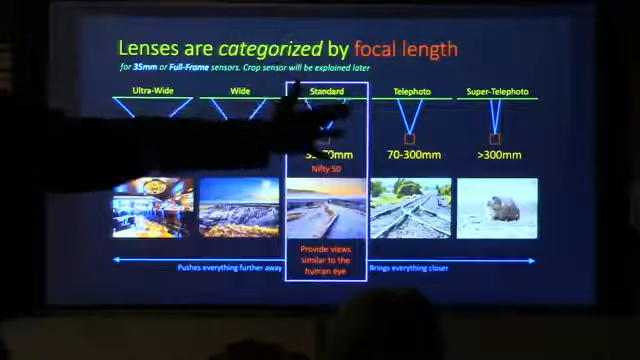 Lenses are categorized by focal length
for 35mm or Full-Frame sensors. Crop sensor will be explained later
Ultra-Wide
Wide
Standard
Telephoto
Super-Telephoto
70-300mm
>300mm
Nifty 50
Provide views
similar to the
human eye
Pushes everything further away
Brings everything closer